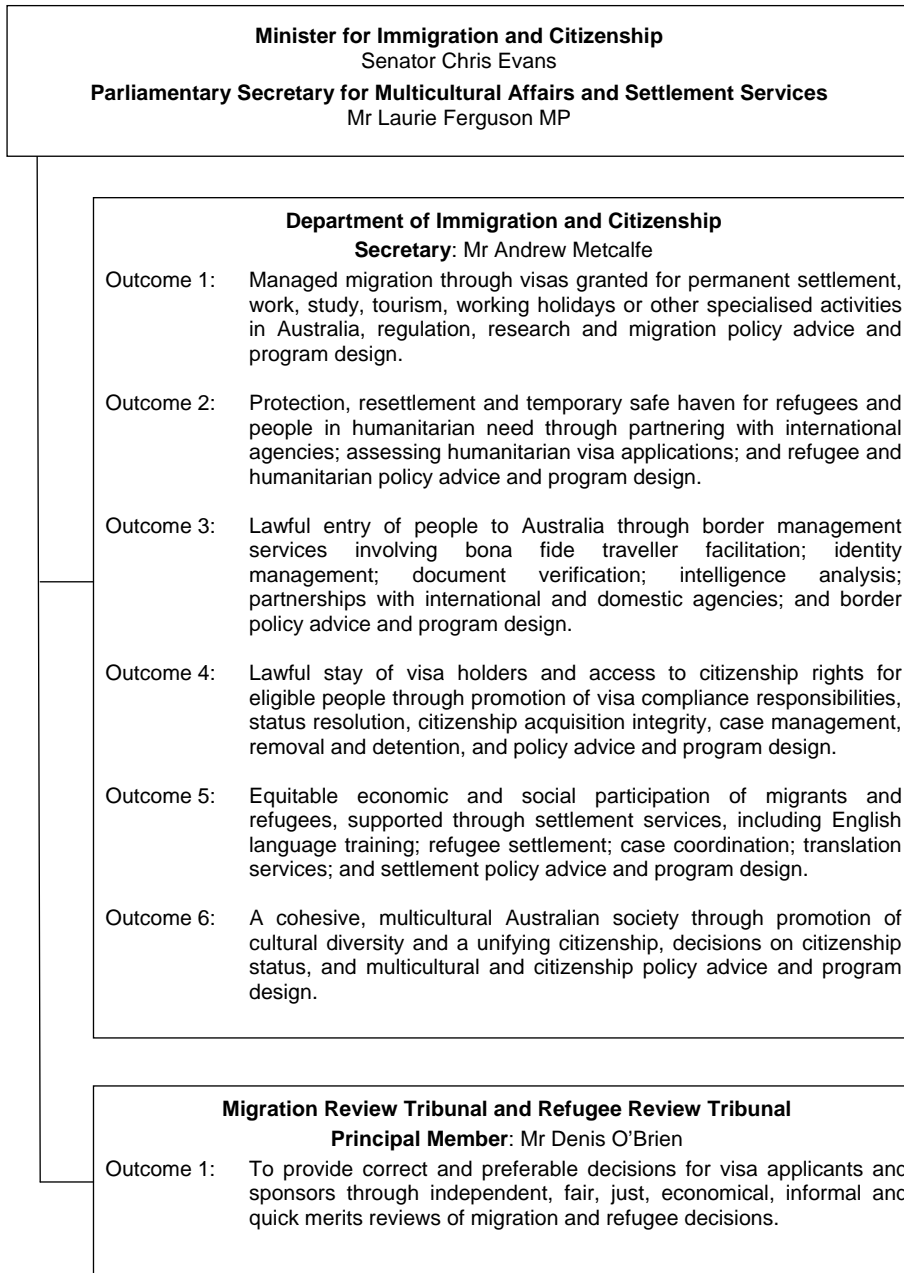 Minister for Immigration and Citizenship
Senator Chris Evans
Parliamentary Secretary for Multicultural Affairs and Settlement Services
Mr Laurie Ferguson MP
Department of Immigration and Citizenship
Secretary: Mr Andrew Metcalfe
Outcome 1: Managed migration through visas granted for permanent settlement,
work, study, tourism, working holidays or other specialised activities
in Australia, regulation, research and migration policy advice and
program design.
Outcome 2: Protection, resettlement and temporary safe haven for refugees and
people in humanitarian need through partnering with international
agencies; assessing humanitarian visa applications; and refugee and
humanitarian policy advice and program design.
Outcome 3: Lawful entry of people to Australia through border management
services involving bona fide traveller facilitation; identity
management; document verification; intelligence analysis;
partnerships with international and domestic agencies; and border
policy advice and program design.
Outcome 4: Lawful stay of visa holders and access to citizenship rights for
eligible people through promotion of visa compliance responsibilities,
status resolution, citizenship acquisition integrity, case management,
removal and detention, and policy advice and program design.
Outcome 5: Equitable economic and social participation of migrants and
refugees, supported through settlement services, including English
language training; refugee settlement; case coordination; translation
services; and settlement policy advice and program design.
Outcome 6: A cohesive, multicultural Australian society through promotion of
cultural diversity and a unifying citizenship, decisions on citizenship
status, and multicultural and citizenship policy advice and program
design.
Migration Review Tribunal and Refugee Review Tribunal
Principal Member: Mr Denis O’Brien
Outcome 1: To provide correct and preferable decisions for visa applicants and
sponsors through independent, fair, just, economical, informal and
quick merits reviews of migration and refugee decisions.